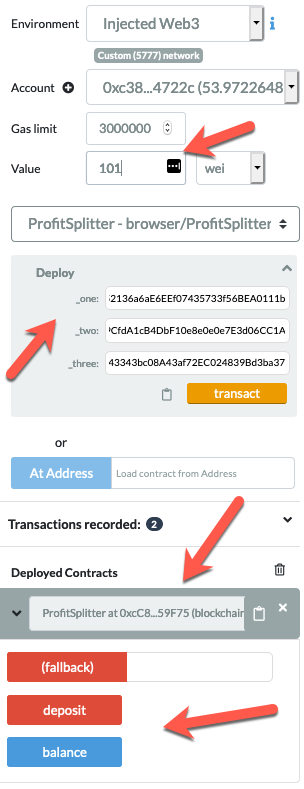 Environment Injected Web3
Custom (5777) network
Account 0xc38...4722c (53.9722648
Gas limit 3000000
Value 101 wei
ProfitSplitter - browser/ProfitSplitter
Deploy
_one: 2136a6aE6EEf07435733f56BEA0111b
_two: CfdA1cB4DbF10e8e0e0e7E3d06CC1A
_three: 43343bc08A43af72EC024839Bd3ba37
transact
or
At Address Load contract from Address
Transactions recorded: 2
Deployed Contracts
ProfitSplitter at 0xcC8...59F75 (blockchain
(fallback)
deposit
balance